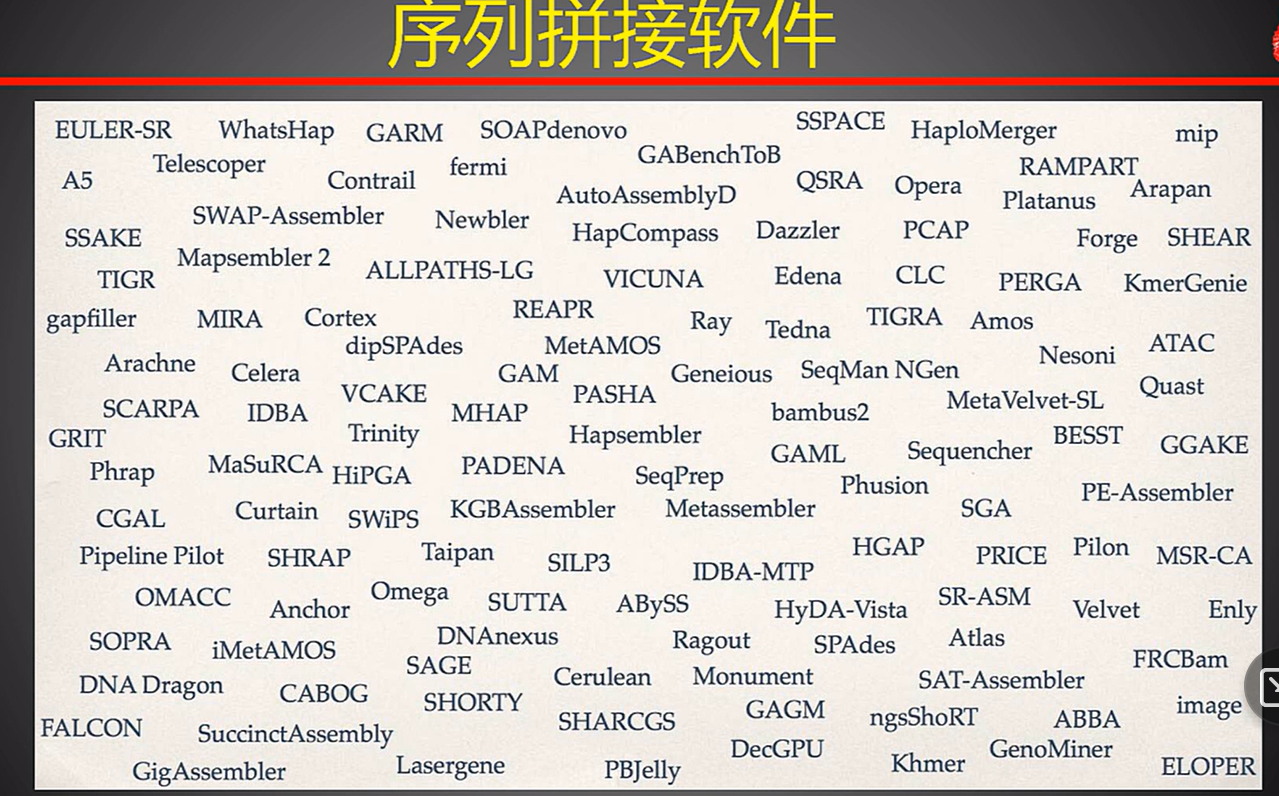 序列拼接软件
EULER-SR WhatsHap GARM SOAPdenovo SSPACE HaploMerger mip
Telescoper fermi GABenchToB RAMPART
A5 Contrail AutoAssemblyD QSRA Opera Platanus Arapan
SWAP-Assembler Newbler HapCompass Dazzler PCAP Forge SHEAR
SSAKE Mapsembler 2 ALLPATHS-LG VICUNA Edena CLC PERGA KmerGenie
TIGR
gapfiller MIRA Cortex REAPR Ray Tedna TIGRA Amos
dipSPAdes MetAMOS Nesoni ATAC
Arachne Celera GAM Geneious SeqMan NGen Quast
VCAKE PASHA MetaVelvet-SL
SCARPA IDBA MHAP bambus2
GRIT Trinity Hapsembler GAML Sequencher BESST GGAKE
Phrap MaSuRCA HiPGA PADENA SeqPrep Phusion PE-Assembler
CGAL Curtain SWiPS KGBAssembler Metassembler SGA
Pipeline Pilot SHRAP Taipan SILP3 IDBA-MTP HGAP PRICE Pilon MSR-CA
OMACC Anchor Omega SUTTA ABySS HyDA-Vista SR-ASM Velvet Enly
SOPRA iMetAMOS DNAnexus Ragout SPAdes Atlas
SAGE Cerulean Monument SAT-Assembler FRCBam
DNA Dragon CABOG SHORTY GAGM ngsShoRT ABBA image
FALCON SuccinctAssembly SHARCGS DecGPU GenoMiner
GigAssembler Lasergene PBJelly Khmer ELOPER